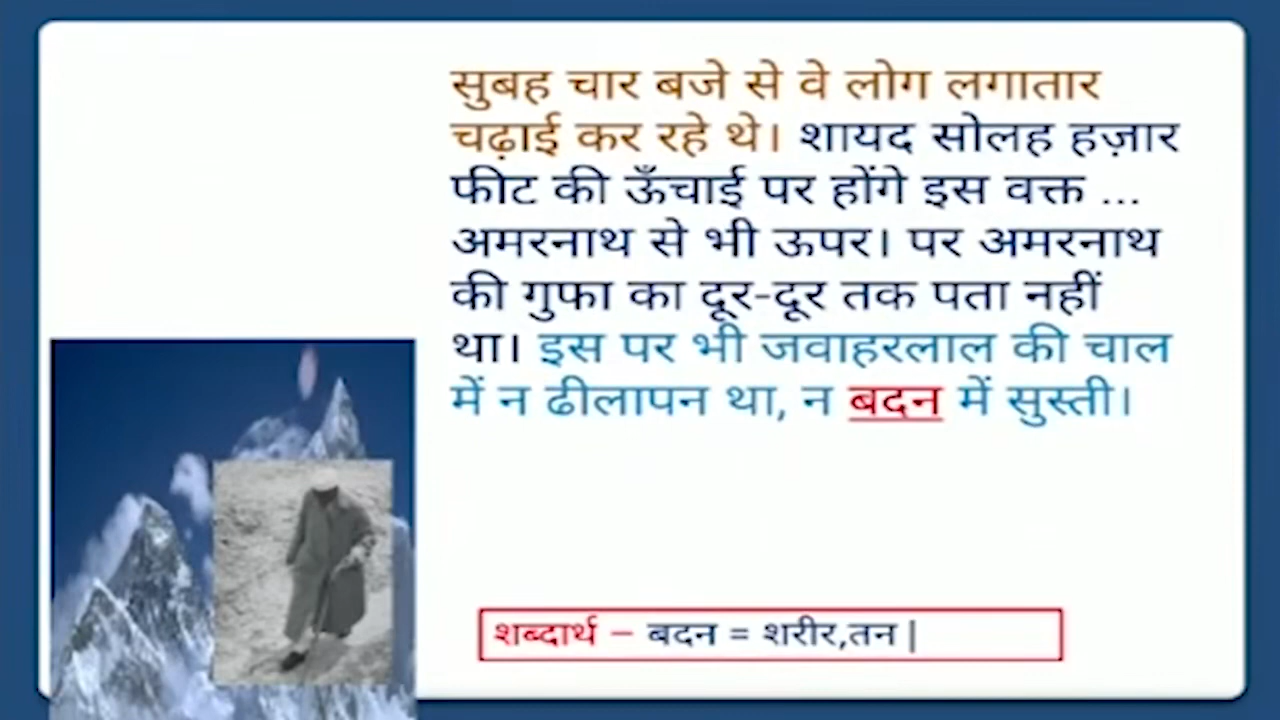 सुबह चार बजे से वे लोग लगातार
चढ़ाई कर रहे थे। शायद सोलह हज़ार
फीट की ऊँचाई पर होंगे इस वक्त ...
अमरनाथ से भी ऊपर। पर अमरनाथ
की गुफा का दूर-दूर तक पता नहीं
था। इस पर भी जवाहरलाल की चाल
में न ढीलापन था, न बदन में सुस्ती।
शब्दार्थ – बदन = शरीर,तन |